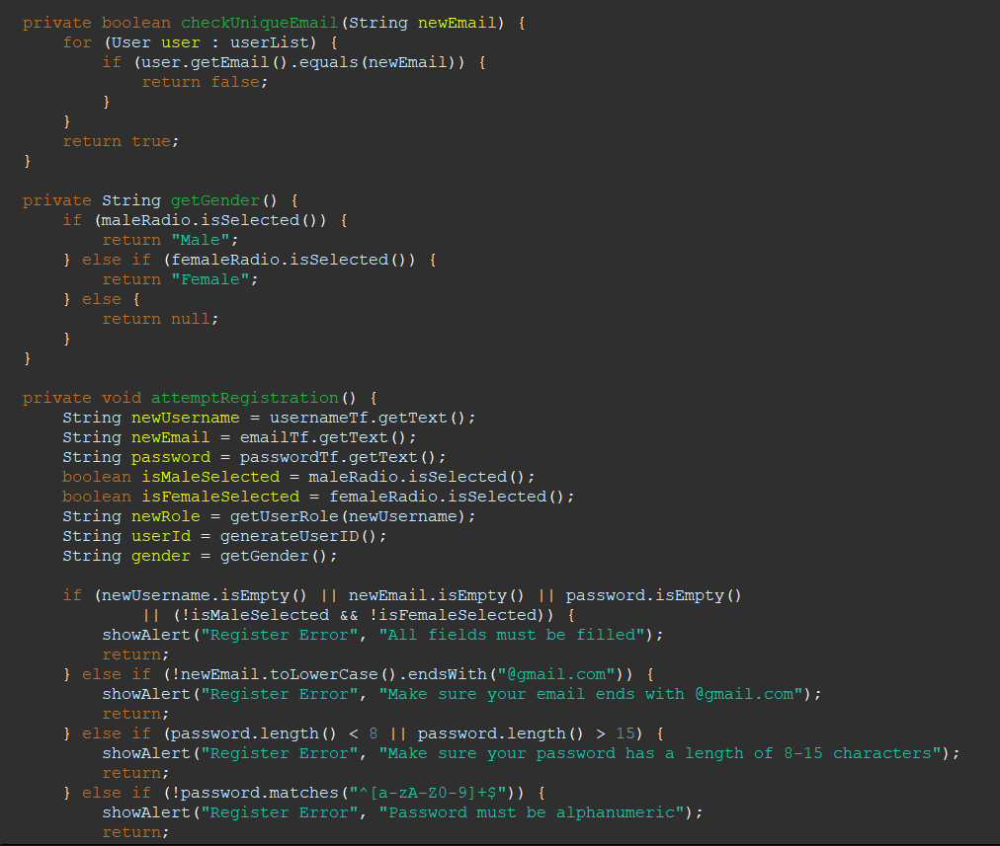 private boolean checkUniqueEmail(String newEmail) {
    for (User user : userList) {
        if (user.getEmail().equals(newEmail)) {
            return false;
        }
    }
    return true;
}

private String getGender() {
    if (maleRadio.isSelected()) {
        return "Male";
    } else if (femaleRadio.isSelected()) {
        return "Female";
    } else {
        return null;
    }
}

private void attemptRegistration() {
    String newUsername = usernameTf.getText();
    String newEmail = emailTf.getText();
    String password = passwordTf.getText();
    boolean isMaleSelected = maleRadio.isSelected();
    boolean isFemaleSelected = femaleRadio.isSelected();
    String newRole = getUserRole(newUsername);
    String userId = generateUserID();
    String gender = getGender();

    if (newUsername.isEmpty() || newEmail.isEmpty() || password.isEmpty()
            || (!isMaleSelected && !isFemaleSelected)) {
        showAlert("Register Error", "All fields must be filled");
        return;
    } else if (!newEmail.toLowerCase().endsWith("@gmail.com")) {
        showAlert("Register Error", "Make sure your email ends with @gmail.com");
        return;
    } else if (password.length() < 8 || password.length() > 15) {
        showAlert("Register Error", "Make sure your password has a length of 8-15 characters");
        return;
    } else if (!password.matches("^[a-zA-Z0-9]+$")) {
        showAlert("Register Error", "Password must be alphanumeric");
        return;